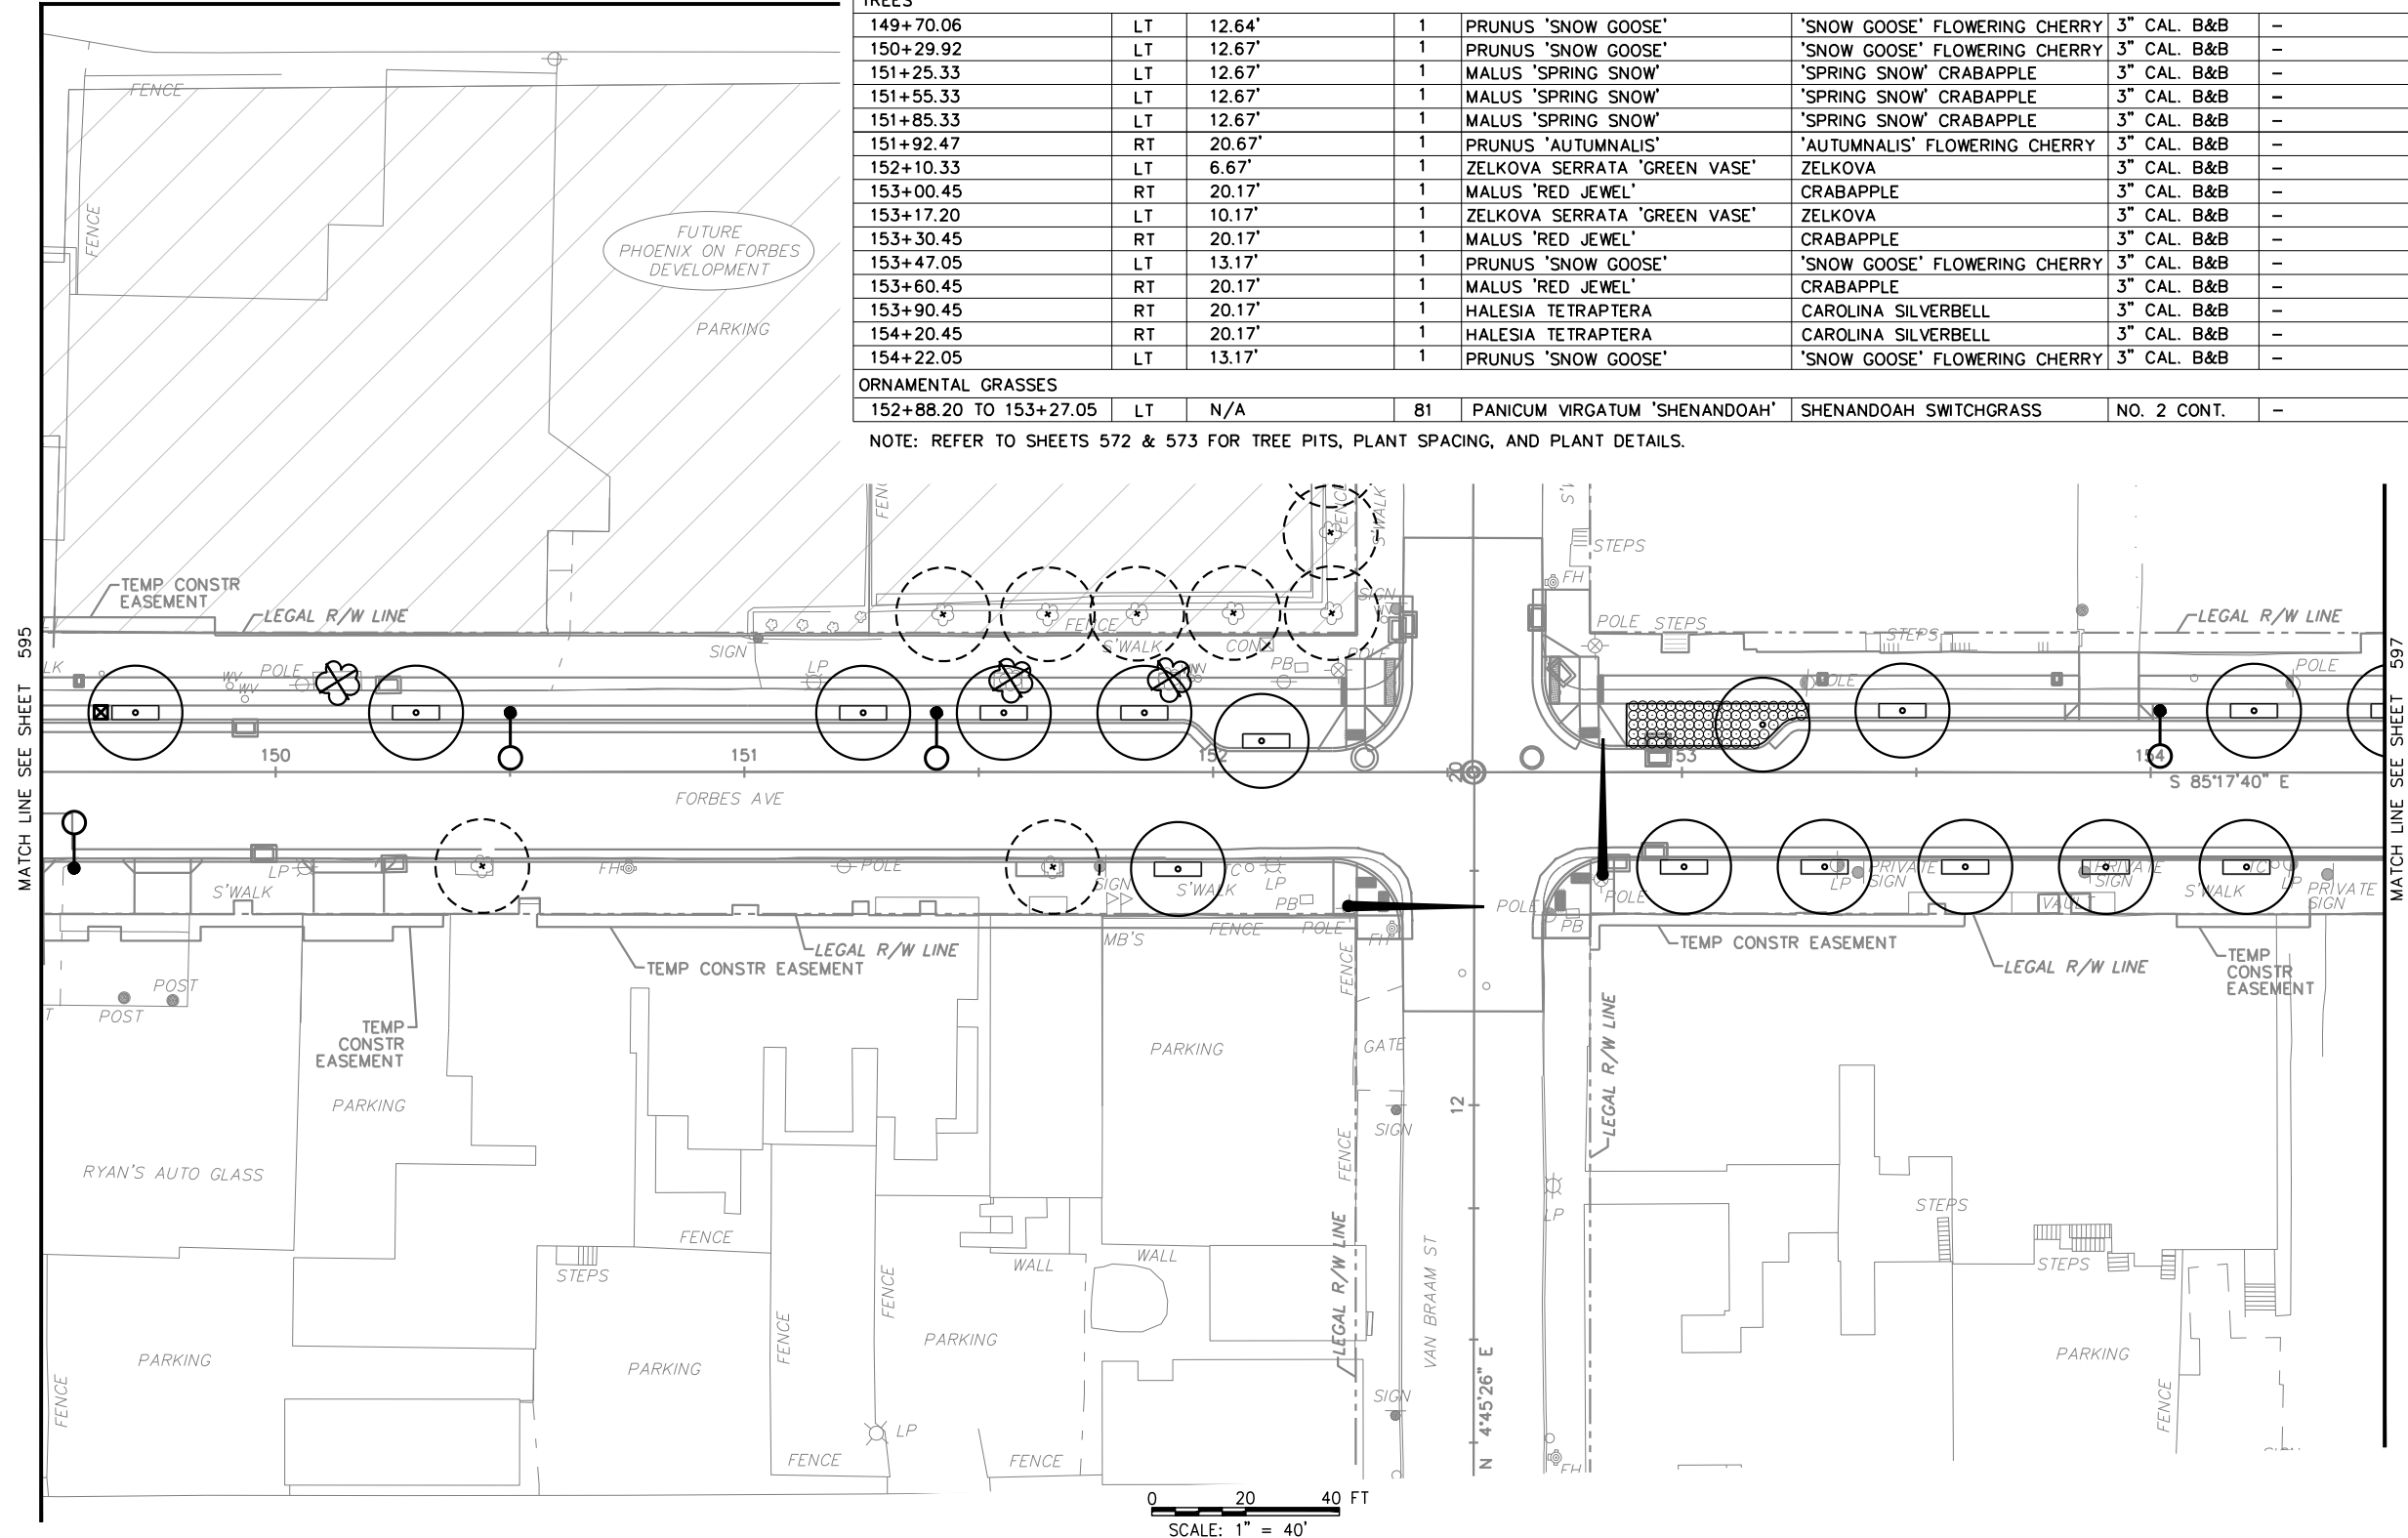 TREES
149+70.06 LT 12.64' 1 PRUNUS 'SNOW GOOSE' 'SNOW GOOSE' FLOWERING CHERRY 3" CAL. B&B -
150+29.92 LT 12.67' 1 PRUNUS 'SNOW GOOSE' 'SNOW GOOSE' FLOWERING CHERRY 3" CAL. B&B -
151+25.33 LT 12.67' 1 MALUS 'SPRING SNOW' 'SPRING SNOW' CRABAPPLE 3" CAL. B&B -
151+55.33 LT 12.67' 1 MALUS 'SPRING SNOW' 'SPRING SNOW' CRABAPPLE 3" CAL. B&B -
151+85.33 LT 12.67' 1 MALUS 'SPRING SNOW' 'SPRING SNOW' CRABAPPLE 3" CAL. B&B -
151+92.47 RT 20.67' 1 PRUNUS 'AUTUMNALIS' 'AUTUMNALIS' FLOWERING CHERRY 3" CAL. B&B -
152+10.33 LT 6.67' 1 ZELKOVA SERRATA 'GREEN VASE' ZELKOVA 3" CAL. B&B -
153+00.45 RT 20.17' 1 MALUS 'RED JEWEL' CRABAPPLE 3" CAL. B&B -
153+17.20 LT 10.17' 1 ZELKOVA SERRATA 'GREEN VASE' ZELKOVA 3" CAL. B&B -
153+30.45 RT 20.17' 1 MALUS 'RED JEWEL' CRABAPPLE 3" CAL. B&B -
153+47.05 LT 13.17' 1 PRUNUS 'SNOW GOOSE' 'SNOW GOOSE' FLOWERING CHERRY 3" CAL. B&B -
153+60.45 RT 20.17' 1 MALUS 'RED JEWEL' CRABAPPLE 3" CAL. B&B -
153+90.45 RT 20.17' 1 HALESIA TETRAPTERA CAROLINA SILVERBELL 3" CAL. B&B -
154+20.45 RT 20.17' 1 HALESIA TETRAPTERA CAROLINA SILVERBELL 3" CAL. B&B -
154+22.05 LT 13.17' 1 PRUNUS 'SNOW GOOSE' 'SNOW GOOSE' FLOWERING CHERRY 3" CAL. B&B -
ORNAMENTAL GRASSES
152+88.20 TO 153+27.05 LT N/A 81 PANICUM VIRGATUM 'SHENANDOAH' SHENANDOAH SWITCHGRASS NO. 2 CONT. -
NOTE: REFER TO SHEETS 572 & 573 FOR TREE PITS, PLANT SPACING, AND PLANT DETAILS.
FENCE
FENCE
FUTURE
PHOENIX ON FORBES
DEVELOPMENT
PARKING
FENC
FENCE
S'WALK
S'W
STEPS
FH
TEMP CONSTR
EASEMENT
LEGAL R/W LINE
SIGN
WV
FENCE
POLE
STEPS
STEPS
LEGAL R/W LINE
MATCH LINE SEE SHEET 595
LK
WV
WV
POLE
SIGN
LP
S'WALK
CON
PB
POLE
POLE
POLE
MATCH LINE SEE SHEET 597
150
151
152
20
153
154
S 85°17'40" E
FORBES AVE
LP
S'WALK
FH
POLE
SIGN
S'WALK
TC
LP
PB
POLE
FENCE
MB'S
FH
POLE
POLE
PB
LP
PRIVATE
SIGN
VAULT
PRIVATE
SIGN
S'WALK
TC
LP
PRIVATE
SIGN
LEGAL R/W LINE
TEMP CONSTR EASEMENT
TEMP CONSTR EASEMENT
LEGAL R/W LINE
TEMP
CONSTR
EASEMENT
POST
POST
T
TEMP
CONSTR
EASEMENT
PARKING
PARKING
FENCE
GATE
LEGAL R/W LINE
12
SIGN
FENCE
RYAN'S AUTO GLASS
FENCE
STEPS
WALL
WALL
LEGAL R/W LINE
VAN BRAAM ST
LP
STEPS
STEPS
FENCE
FENCE
PARKING
PARKING
PARKING
PARKING
FENCE
SIGN
N 4°45'26" E
FENCE
LP
FENCE
FENCE
FH
0 20 40 FT
SCALE: 1" = 40'